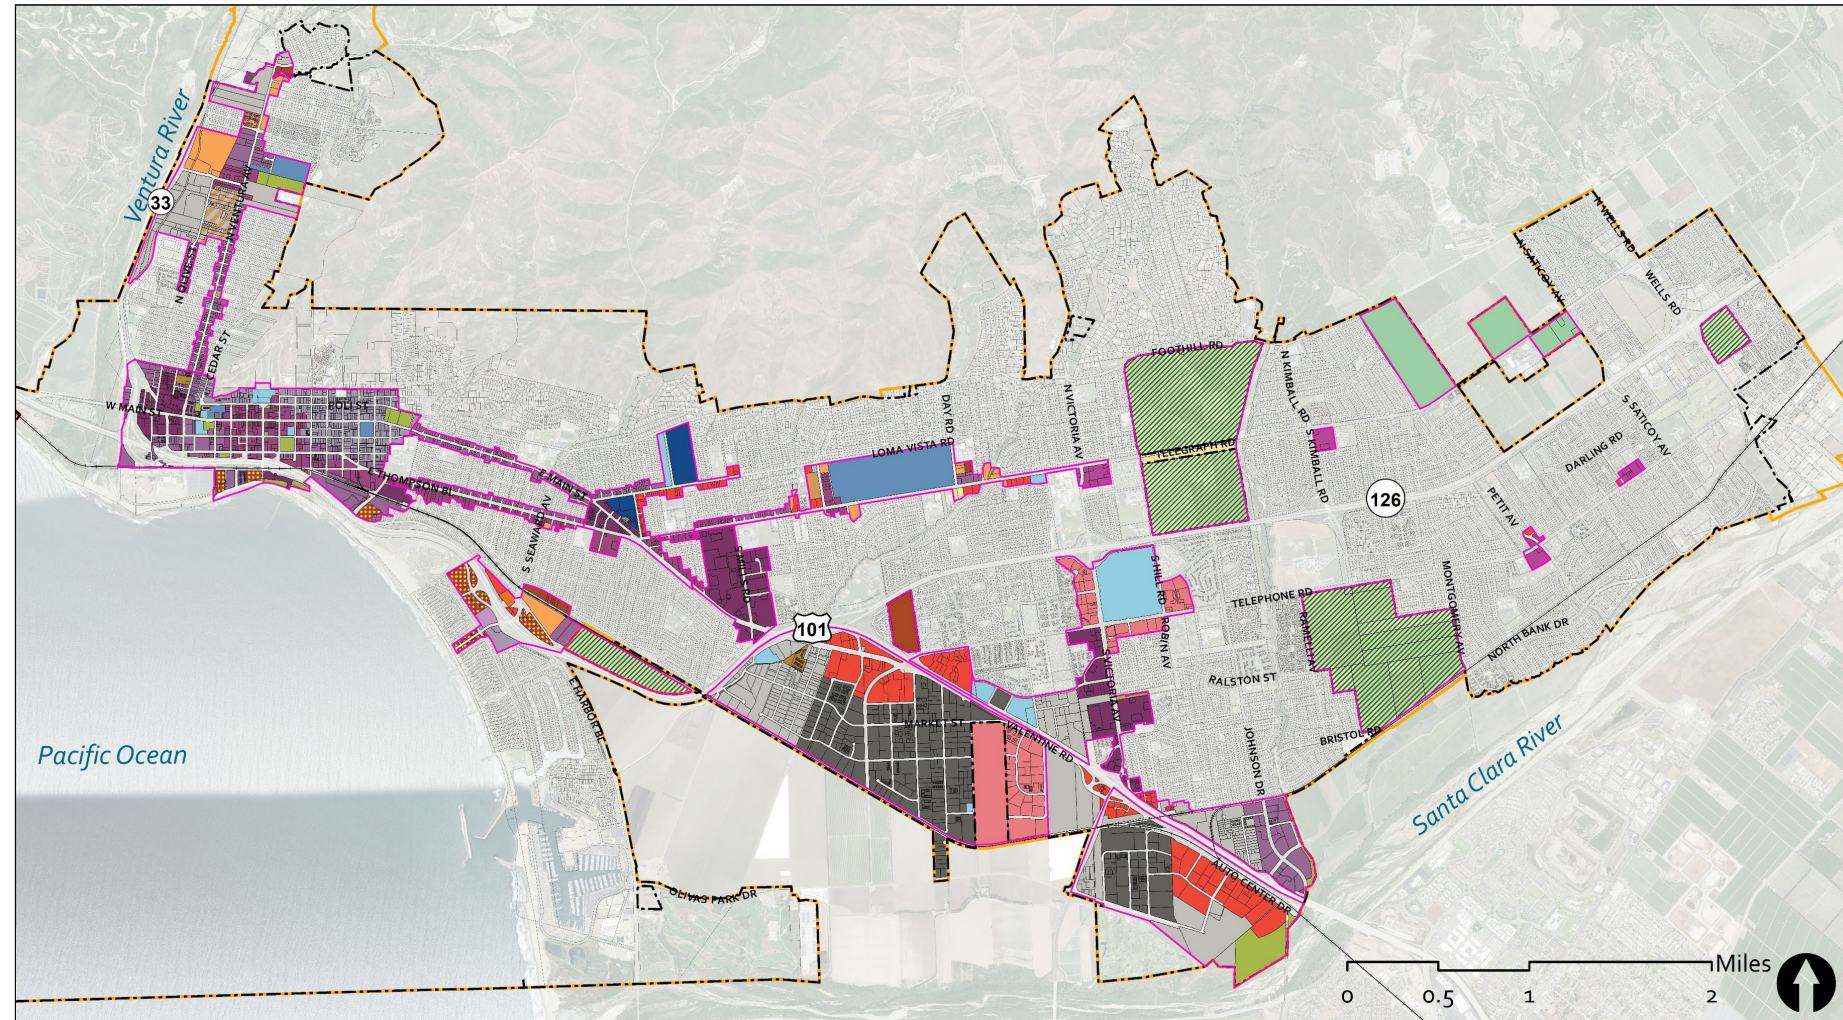 Ventura River
33
N VENTURA AV
N OLIVE ST
CEDAR ST
W MAIN ST
POLI ST
E THOMPSON BL
E MAIN ST
S SEAWARD AV
S MILLS RD
LOMA VISTA RD
DAY RD
N VICTORIA AV
FOOTHILL RD
TELEGRAPH RD
N KIMBALL RD
S KIMBALL RD
126
N SATICOY AV
N WELLS RD
WELLS RD
S SATICOY AV
DARLING RD
PETIT AV
MONTGOMERY AV
NORTH BANK DR
TELEPHONE RD
RAMELLI AV
S HILL RD
ROBIN AV
RALSTON ST
S VICTORIA AV
BRISTOL RD
JOHNSON DR
101
MARKET ST
VALENTINE RD
E HARBOR BL
AUTO CENTER DR
OLIVAS PARK DR
Pacific Ocean
Santa Clara River
Miles
0 0.5 1 2